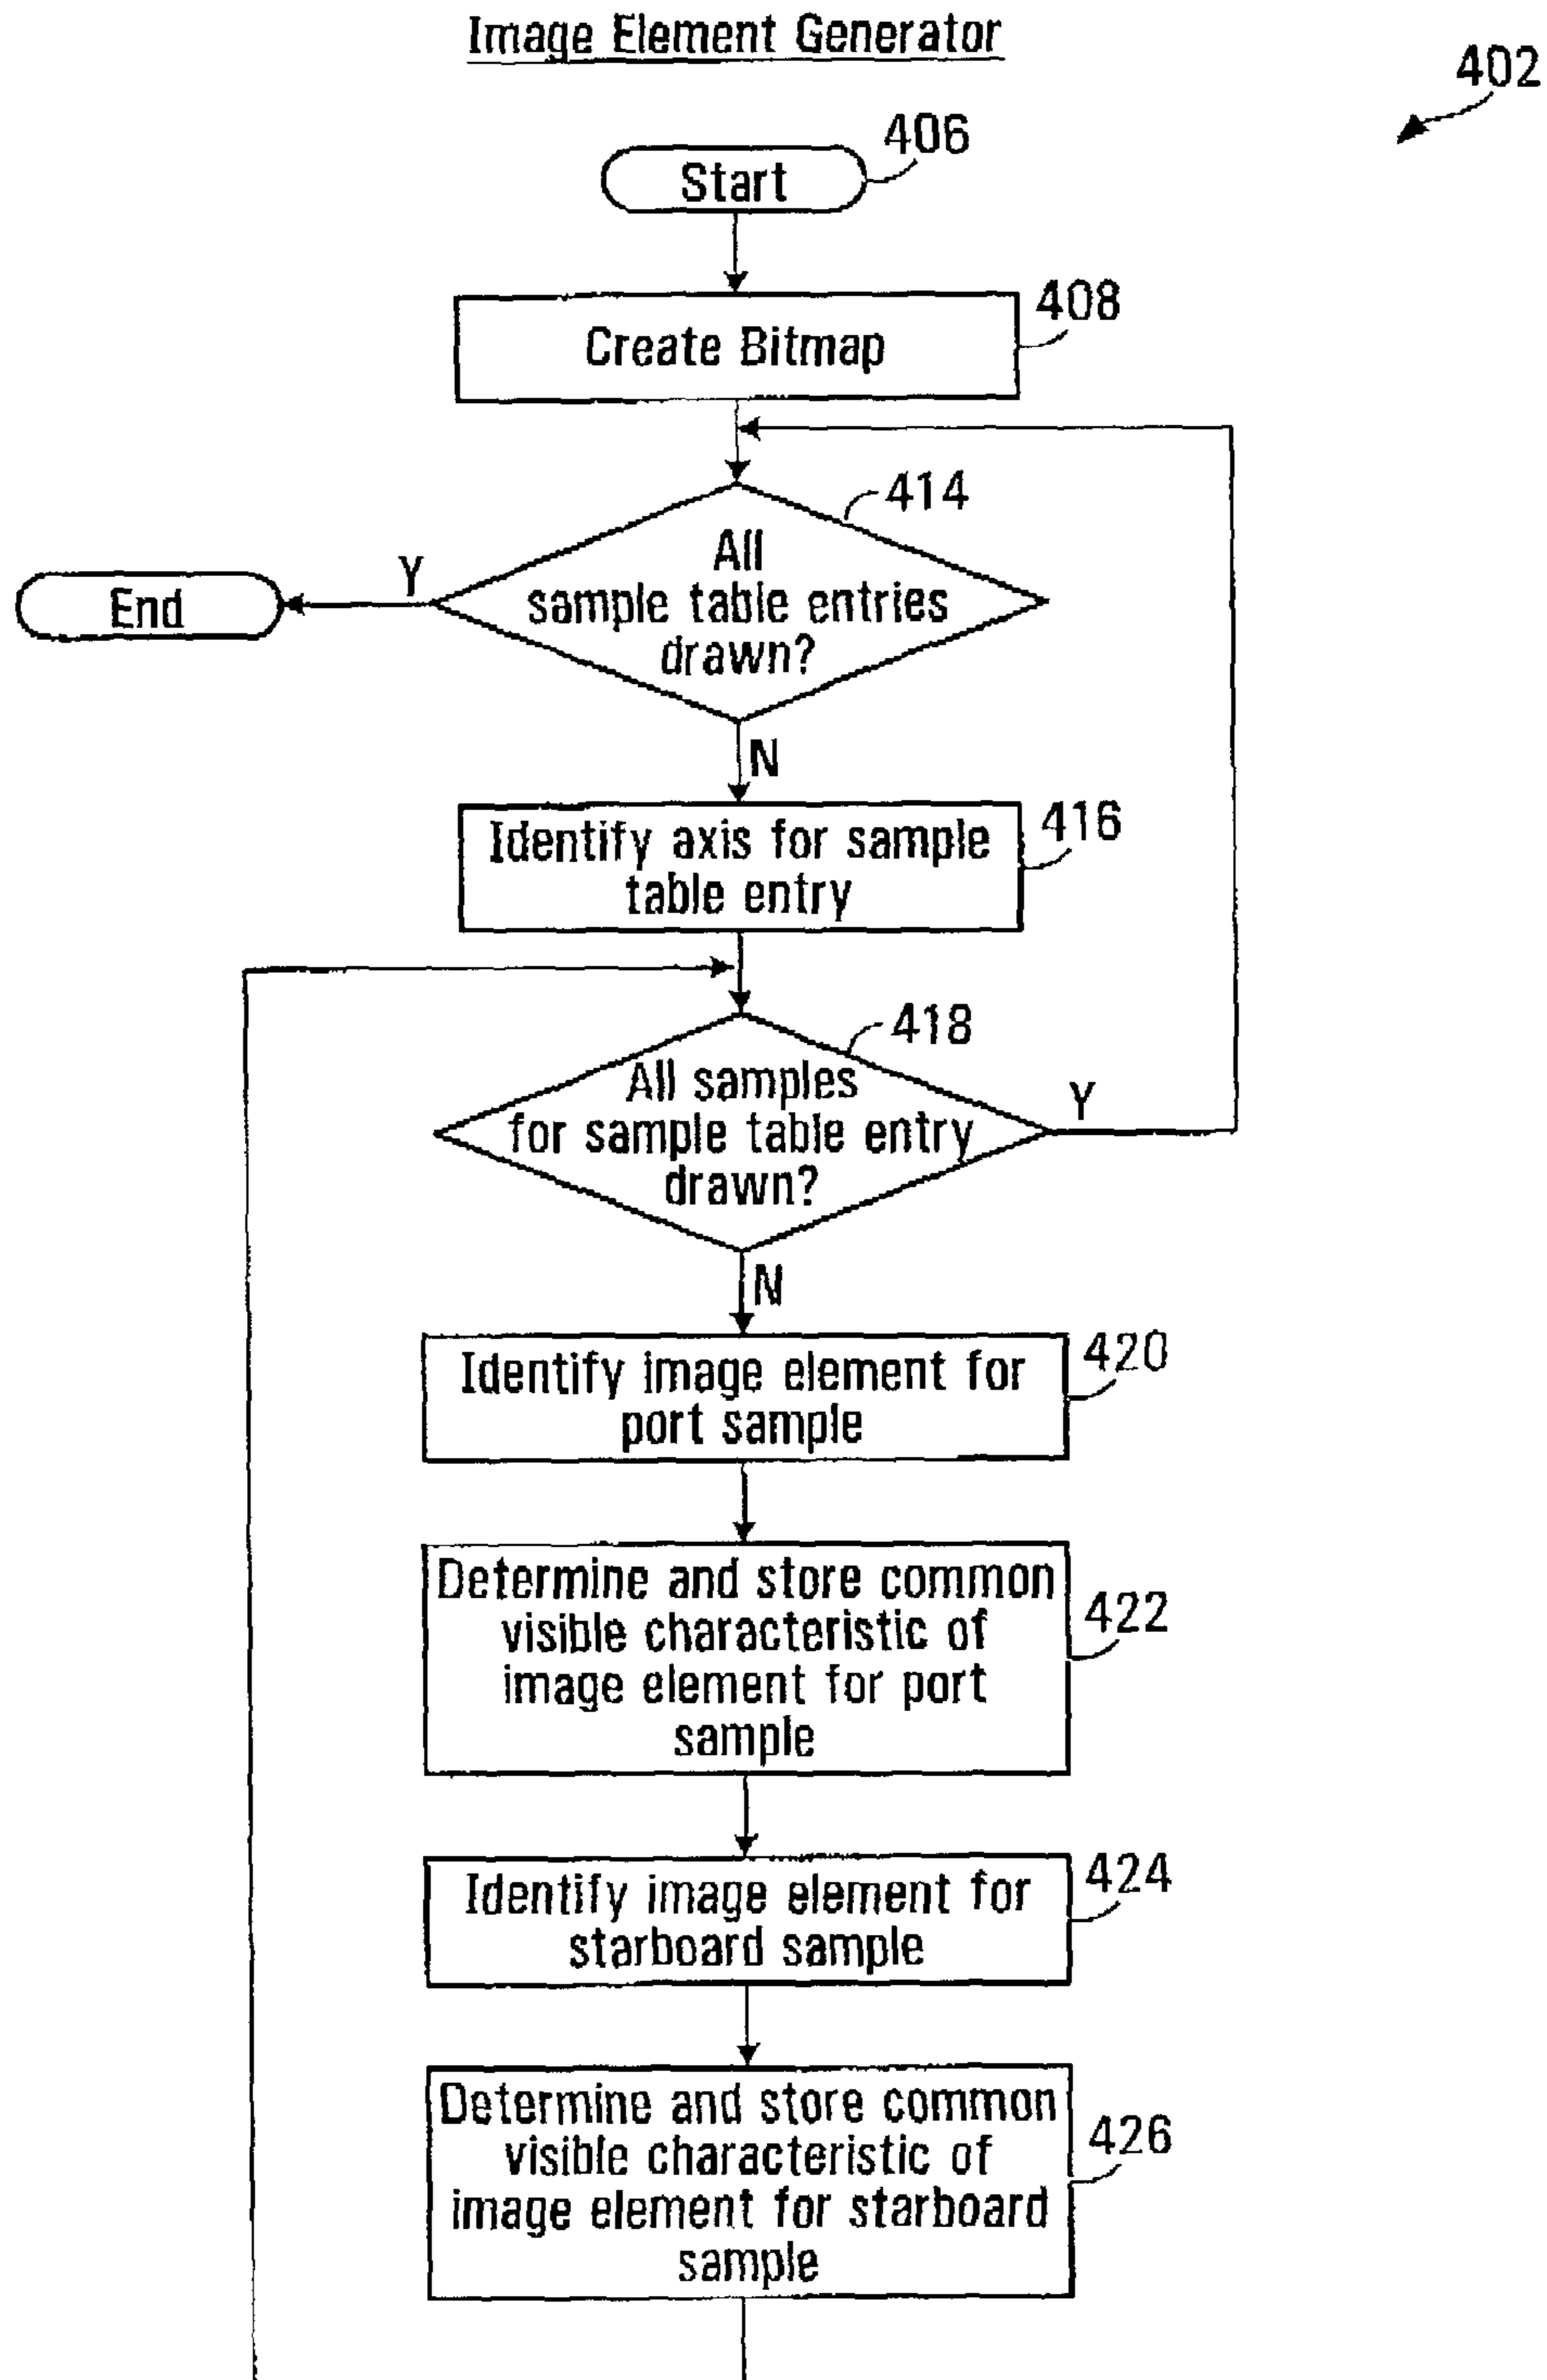 Image Element Generator
402
406
Start
408
Create Bitmap
414
All
sample table entries
drawn?
Y
End
N
416
Identify axis for sample
table entry
418
All samples
for sample table entry
drawn?
Y
N
420
Identify image element for
port sample
422
Determine and store common
visible characteristic of
image element for port
sample
424
Identify image element for
starboard sample
426
Determine and store common
visible characteristic of
image element for starboard
sample